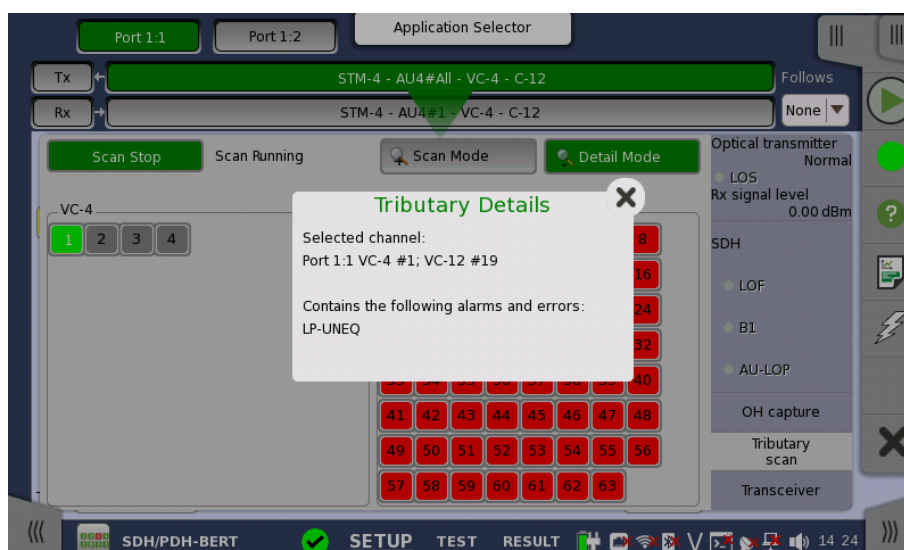 Port 1:1
Port 1:2
Application Selector
Tx
STM-4 - AU4#All - VC-4 - C-12
Follows
Rx
STM-4 - AU4#1 - VC-4 - C-12
None
Scan Stop
Scan Running
Scan Mode
Detail Mode
Optical transmitter
Normal
LOS
Rx signal level
0.00 dBm
VC-4
1 2 3 4
Tributary Details
Selected channel:
Port 1:1 VC-4 #1; VC-12 #19
Contains the following alarms and errors:
LP-UNEQ
8
16
24
32
40
41 42 43 44 45 46 47 48
49 50 51 52 53 54 55 56
57 58 59 60 61 62 63
SDH
LOF
B1
AU-LOP
OH capture
Tributary
scan
Transceiver
SDH/PDH-BERT
SETUP TEST RESULT
14 24